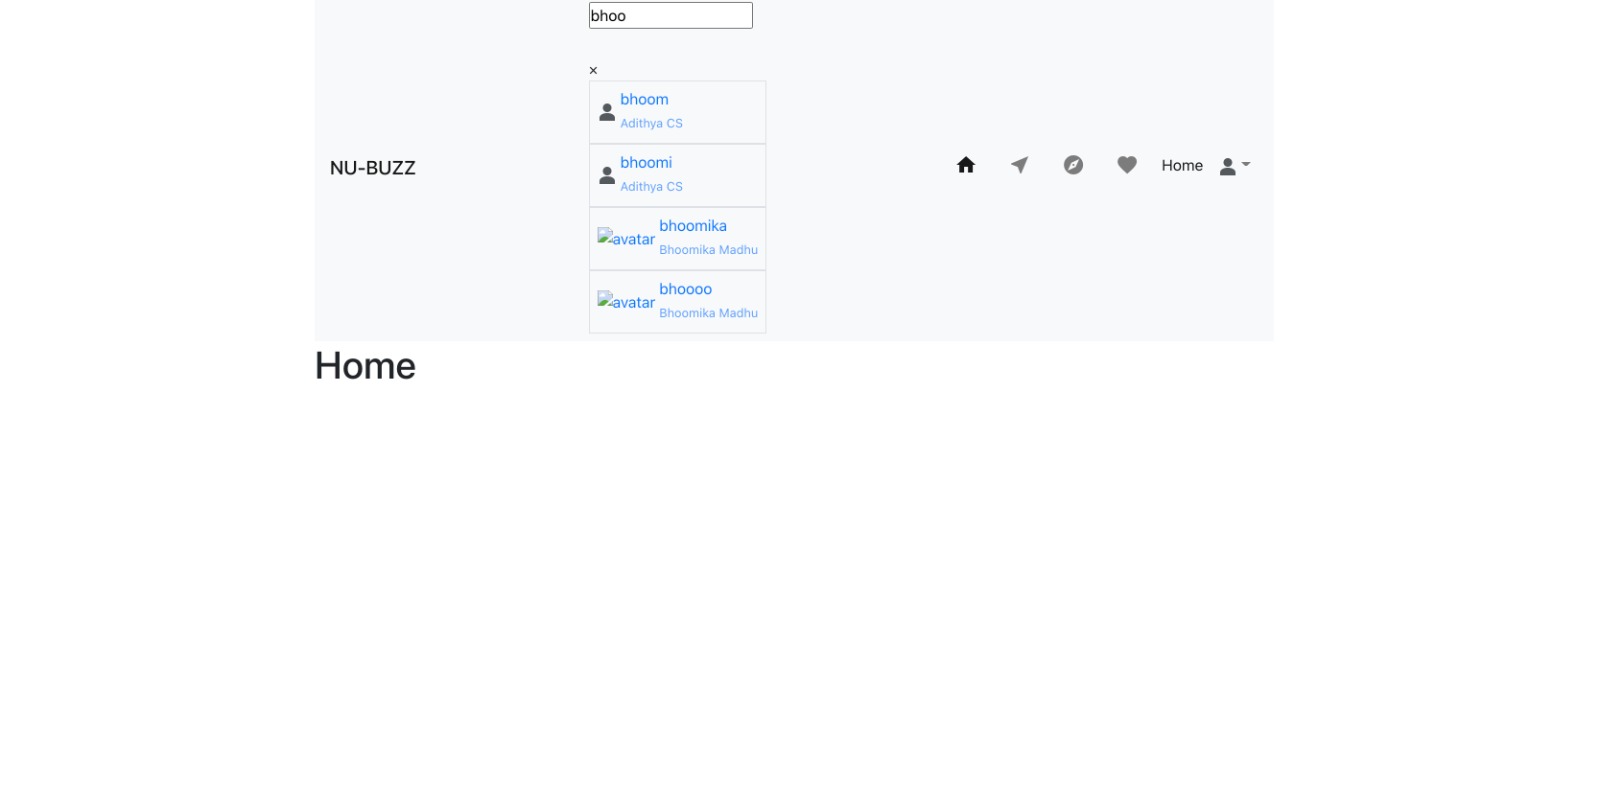 bhoo
×
bhoom
Adithya CS
bhoomi
Adithya CS
NU-BUZZ
Home
avatar
bhoomika
Bhoomika Madhu
avatar
bhoooo
Bhoomika Madhu
Home